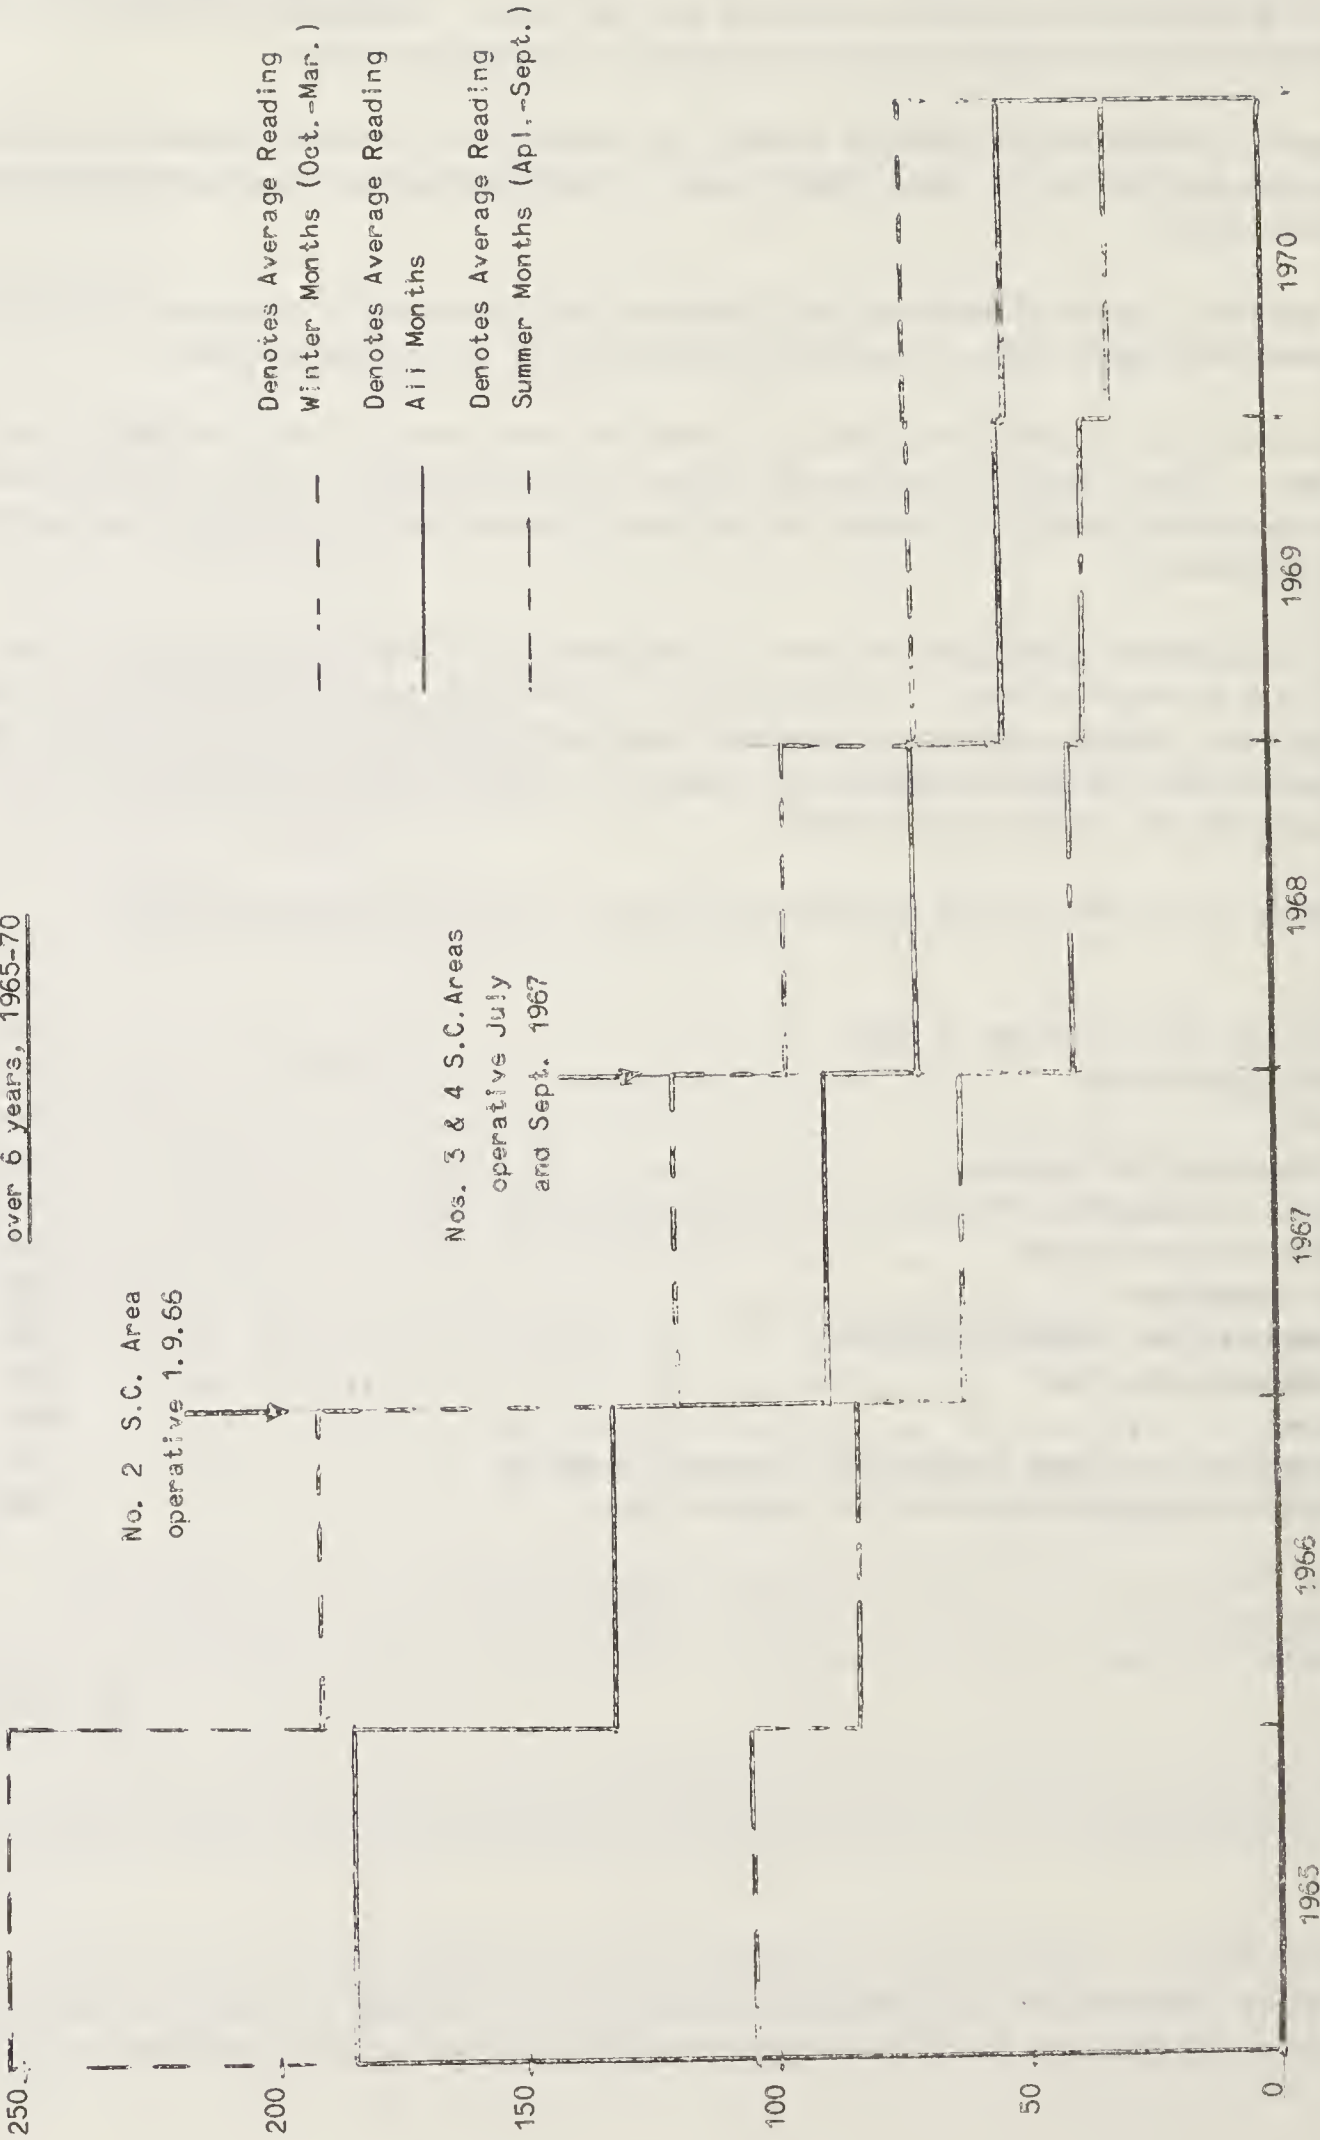 over 6 years, 1965-70
No. 2 S.C. Area
operative 1.9.66
Nos. 3 & 4 S.C. Areas
operative July
and Sept. 1967
Denotes Average Reading
Winter Months (Oct.-Mar.)
Denotes Average Reading
All Months
Denotes Average Reading
Summer Months (Apl.-Sept.)
250
200
150
100
50
0
1965
1966
1967
1968
1969
1970